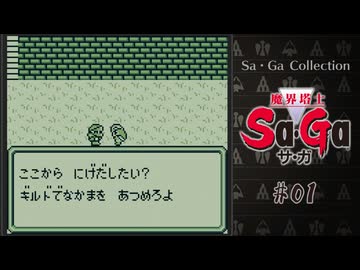 Sa・Ga Collection
魔界塔士
Sa・Ga
サ・ガ
#01
ここから にげだしたい?
ギルドでなかまを あつめろよ